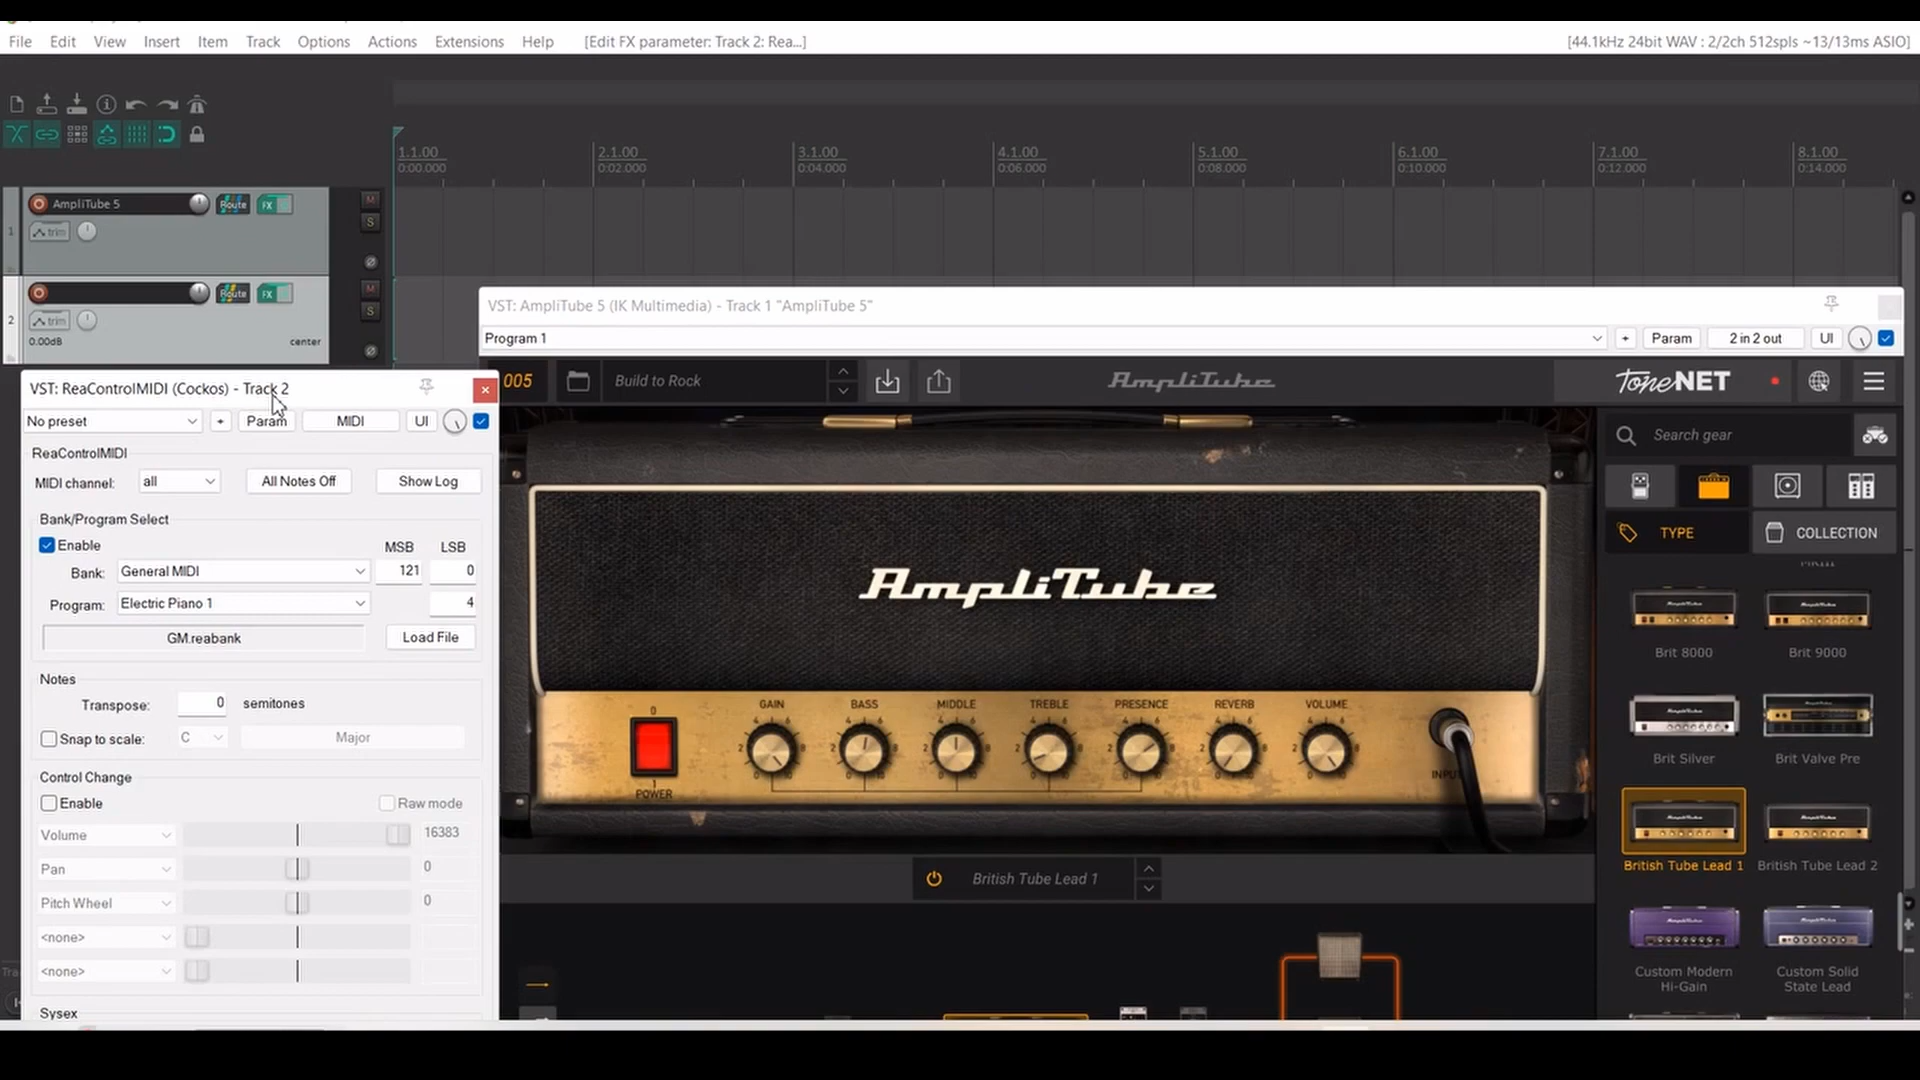 File Edit View Insert Item Track Options Actions Extensions Help [Edit FX parameter: Track 2: Rea...] [44.1kHz 24bit WAV : 2/2ch 512spls ~13/13ms ASIO]
1.1.00 2.1.00 3.1.00 4.1.00 5.1.00 6.1.00 7.1.00 8.1.00
0:00.000 0:02.000 0:04.000 0:06.000 0:08.000 0:10.000 0:12.000 0:14.000
AmpliTube 5 Route FX M
1 trim S
Route FX M
2 trim S
0.00dB center
VST: AmpliTube 5 (IK Multimedia) - Track 1 "AmpliTube 5"
Program 1 + Param 2 in 2 out UI
005 Build to Rock AmpliTube ToneNET
VST: ReaControlMIDI (Cockos) - Track 2
No preset + Param MIDI UI
ReaControlMIDI
MIDI channel: all All Notes Off Show Log
Bank/Program Select
Enable MSB LSB
Bank: General MIDI 121 0
Program: Electric Piano 1 4
GM.reabank Load File
Notes
Transpose: 0 semitones
Snap to scale: C Major
Control Change
Enable Raw mode
Volume 16383
Pan 0
Pitch Wheel 0
<none>
<none>
Sysex
AmpliTube
GAIN BASS MIDDLE TREBLE PRESENCE REVERB VOLUME
0
1
POWER
INPUT
British Tube Lead 1
Search gear
TYPE COLLECTION
Brit 8000 Brit 9000
Brit Silver Brit Valve Pre
British Tube Lead 1 British Tube Lead 2
Custom Modern Custom Solid
Hi-Gain State Lead